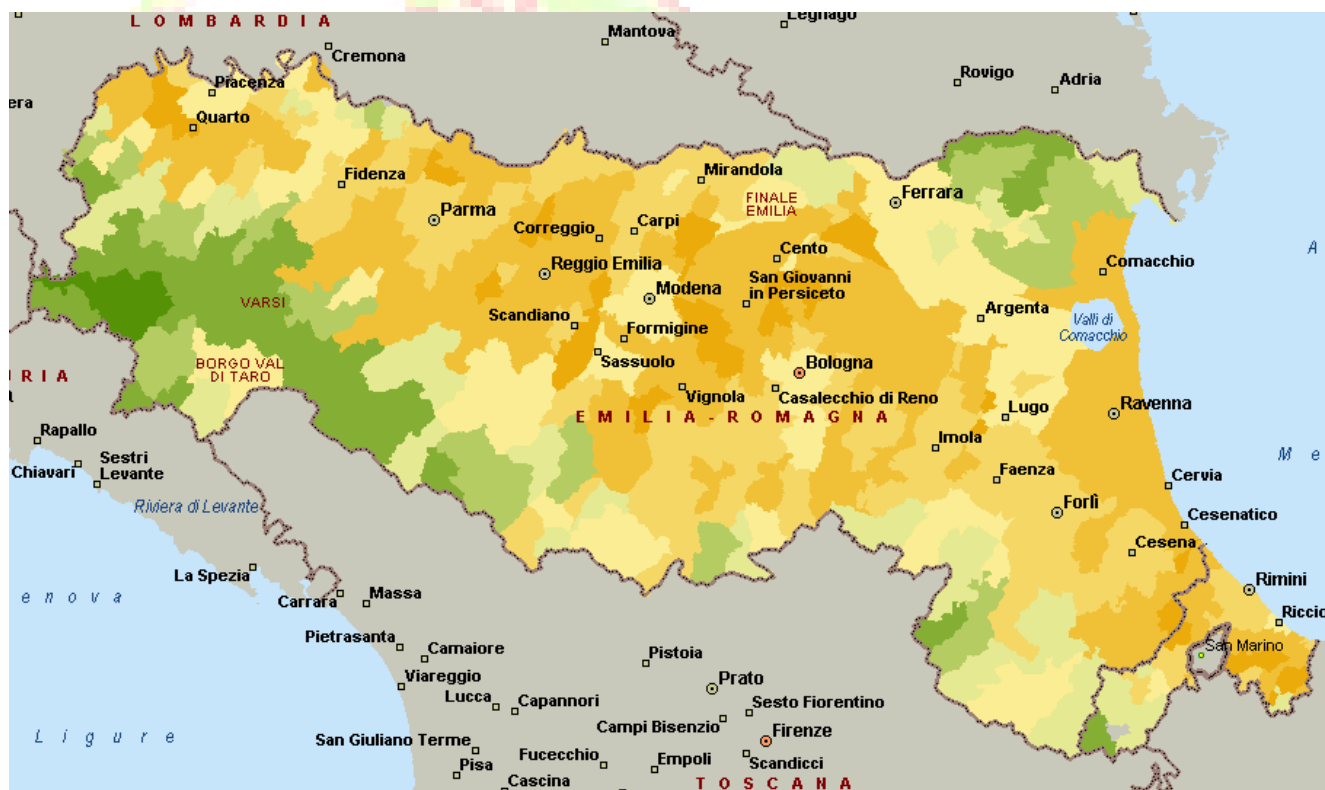 LOMBARDIA
Legnago
Mantova
Cremona
Rovigo
Adria
Piacenza
era
Quarto
Fidenza
Mirandola
FINALE
EMILIA
Ferrara
Parma
Correggio
Carpi
Cento
A
Comacchio
Reggio Emilia
San Giovanni
in Persiceto
Modena
VARSI
Argenta
Scandiano
Formigine
Valli di
Comacchio
Sassuolo
BORGO VAL
DI TARO
Bologna
RIA
Vignola
Casalecchio di Reno
EMILIA-ROMAGNA
Lugo
Ravenna
Rapallo
Imola
Me
Sestri
Levante
Chiavari
Faenza
Cervia
Riviera di Levante
Forlì
Cesenatico
Cesena
La Spezia
Rimini
enova
Carrara
Massa
Riccio
Pietrasanta
Camaiore
Pistoia
San Marino
Viareggio
Prato
Lucca
Capannori
Sesto Fiorentino
Campi Bisenzio
Ligure
San Giuliano Terme
Firenze
Fucecchio
Empoli
Scandicci
Pisa
Cascina
TOSCANA